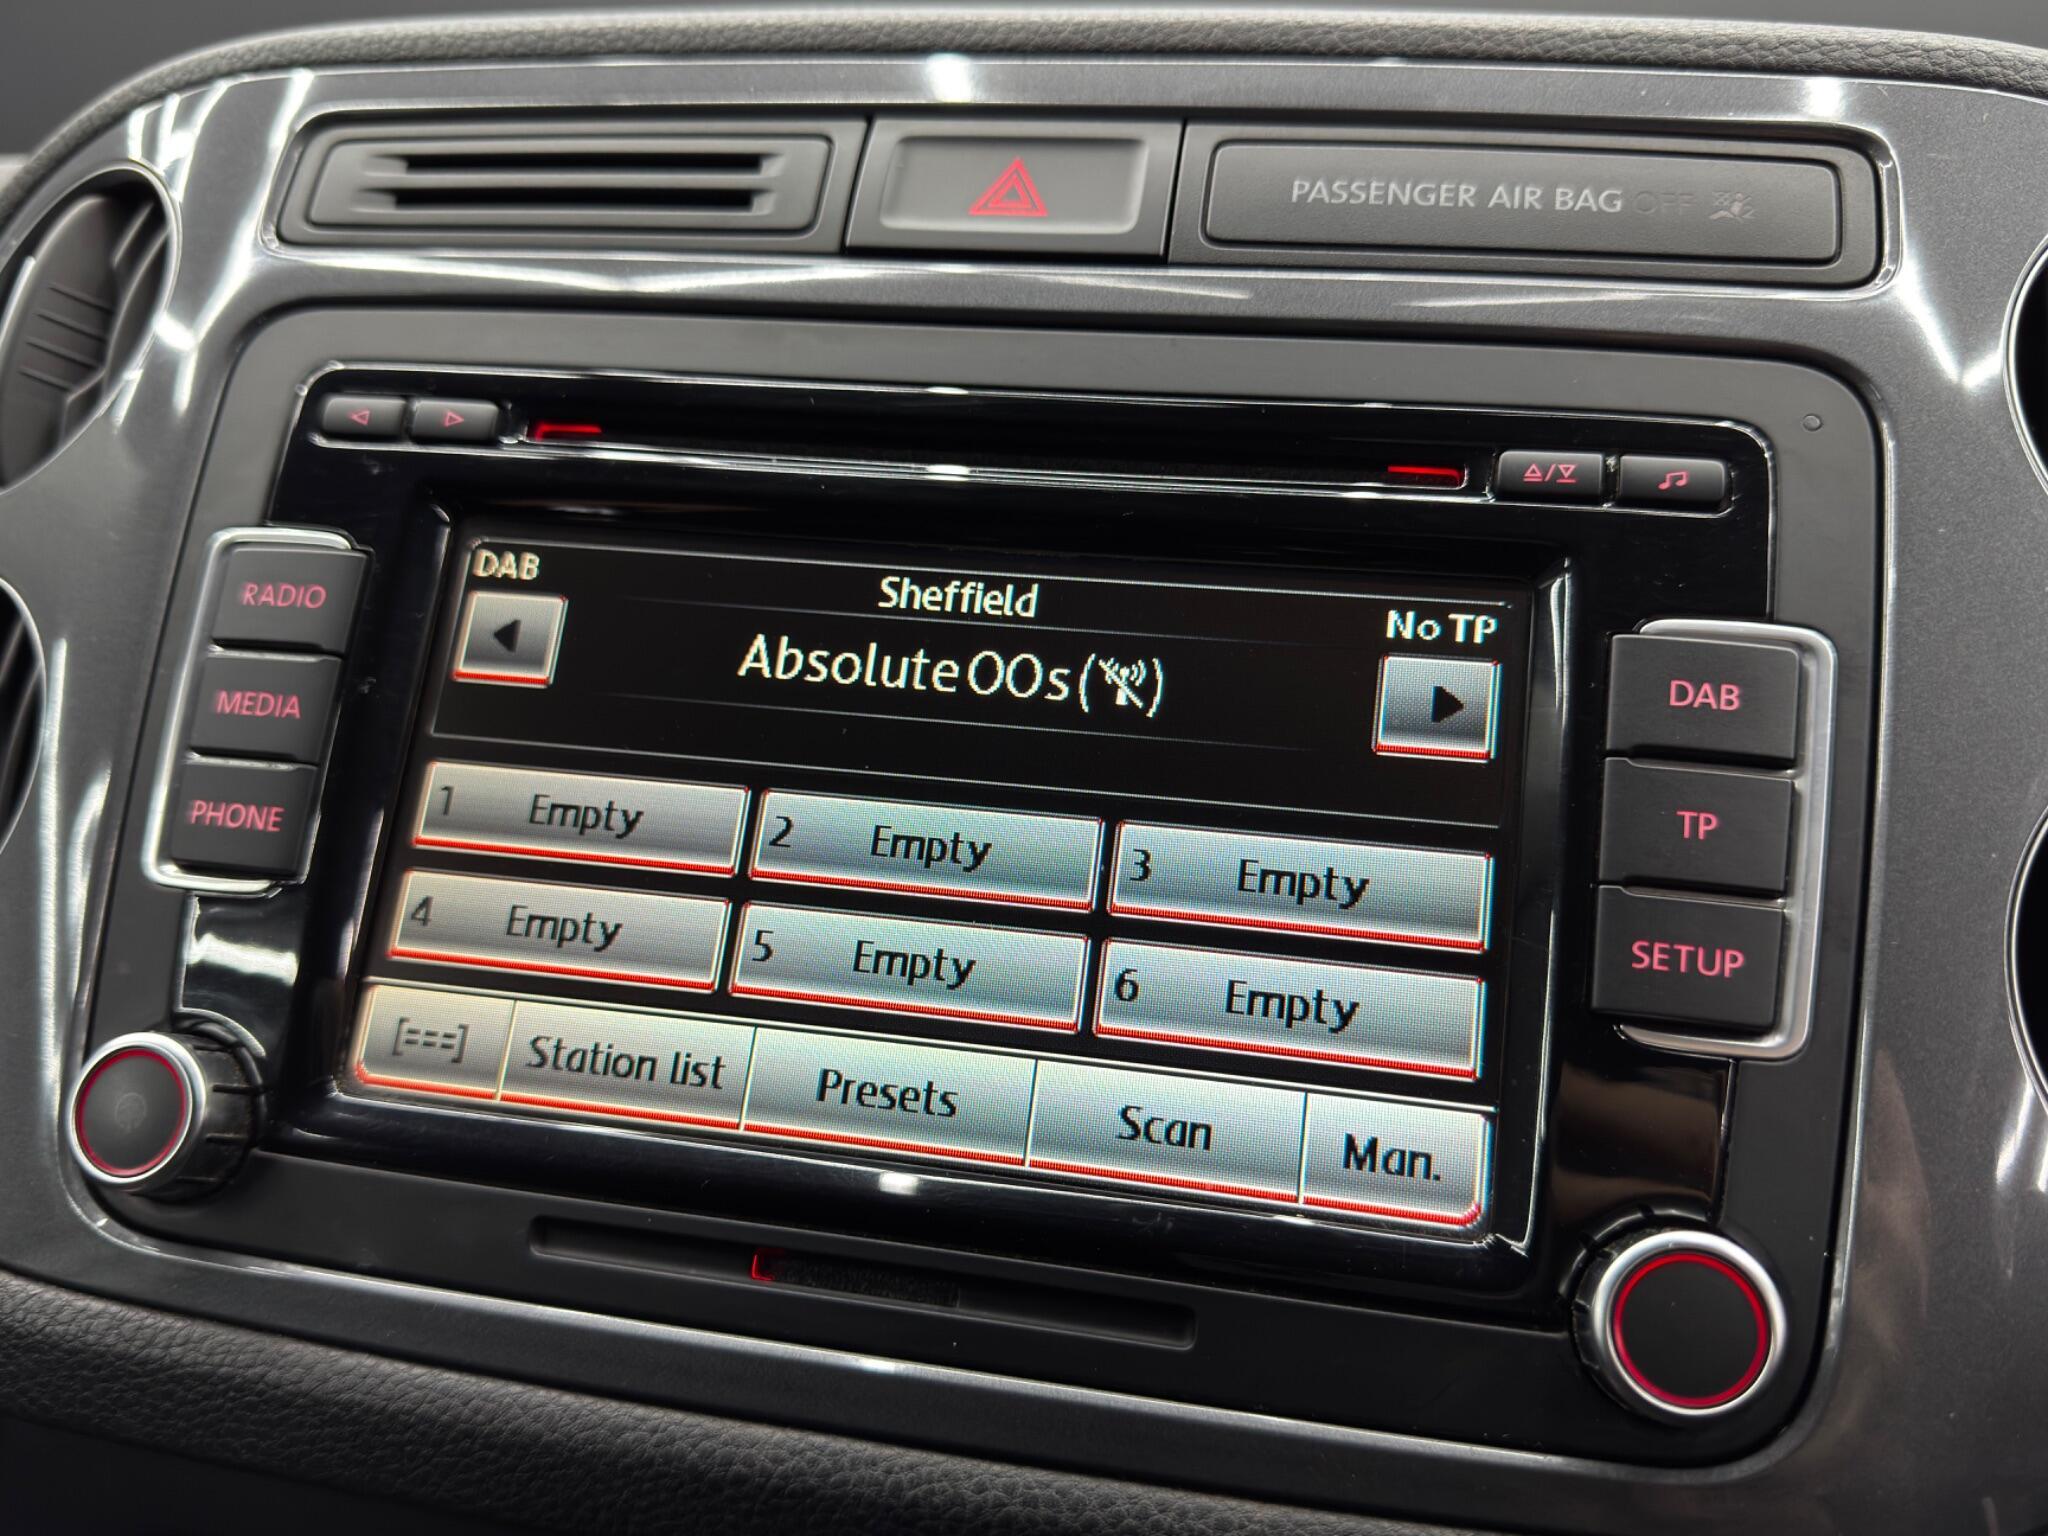 PASSENGER AIR BAG OFF
DAB
Sheffield
No TP
Absolute 00s
RADIO
MEDIA
PHONE
DAB
TP
SETUP
1 Empty
2 Empty
3 Empty
4 Empty
5 Empty
6 Empty
Station list
Presets
Scan
Man.